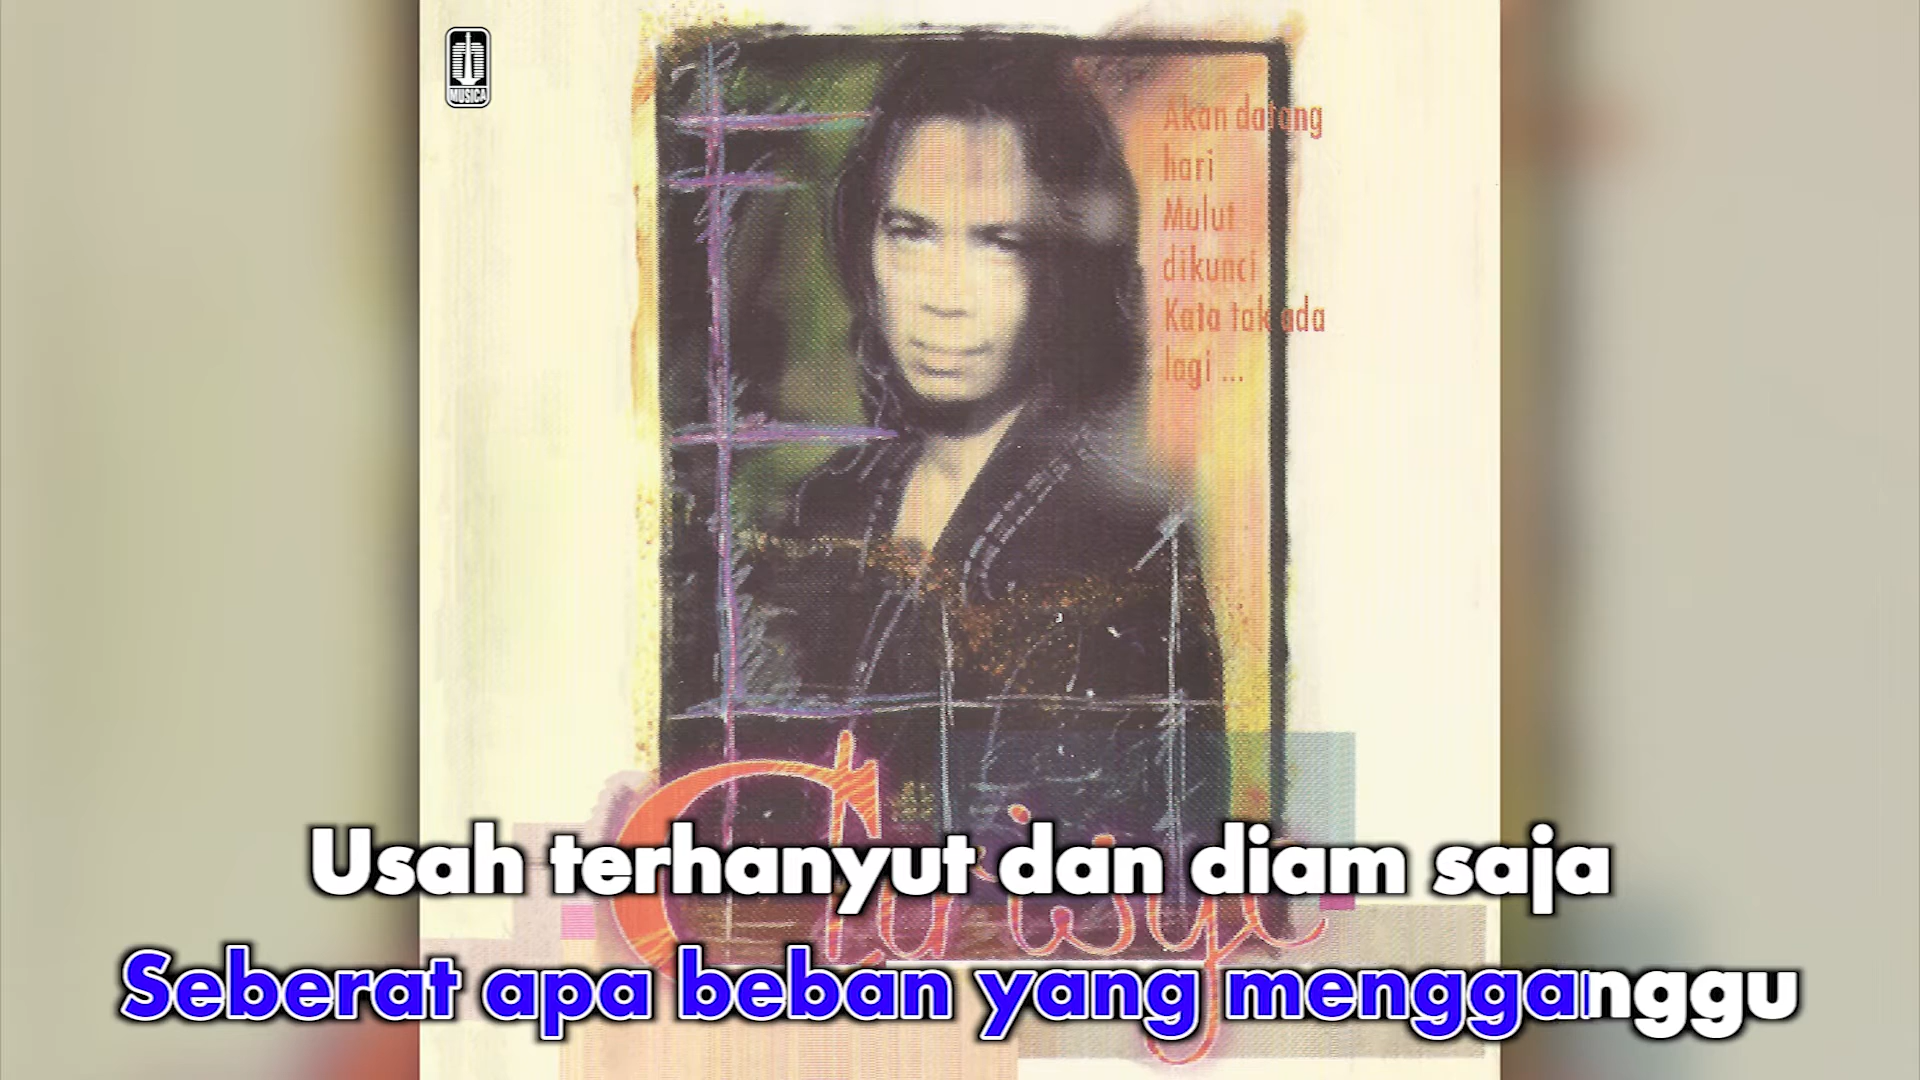 MUSICA
Akan datang
hari
Mulut
dikunci
Kata tak ada
lagi ...
Chrisye
Usah terhanyut dan diam saja
Seberat apa beban yang mengganggu